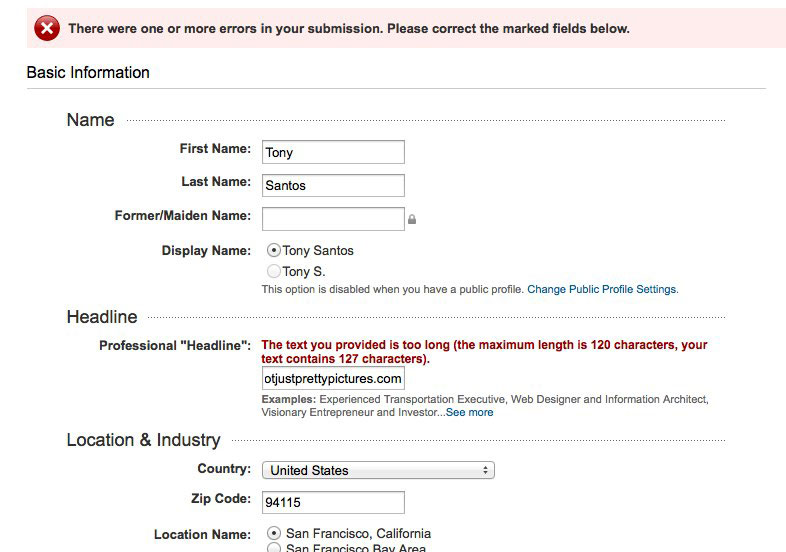 There were one or more errors in your submission. Please correct the marked fields below.
Basic Information
Name
First Name: Tony
Last Name: Santos
Former/Maiden Name:
Display Name: Tony Santos
Tony S.
This option is disabled when you have a public profile. Change Public Profile Settings.
Headline
Professional "Headline": The text you provided is too long (the maximum length is 120 characters, your
text contains 127 characters).
otjustprettypictures.com
Examples: Experienced Transportation Executive, Web Designer and Information Architect,
Visionary Entrepreneur and Investor...See more
Location & Industry
Country: United States
Zip Code: 94115
Location Name: San Francisco, California
San Francisco Bay Area